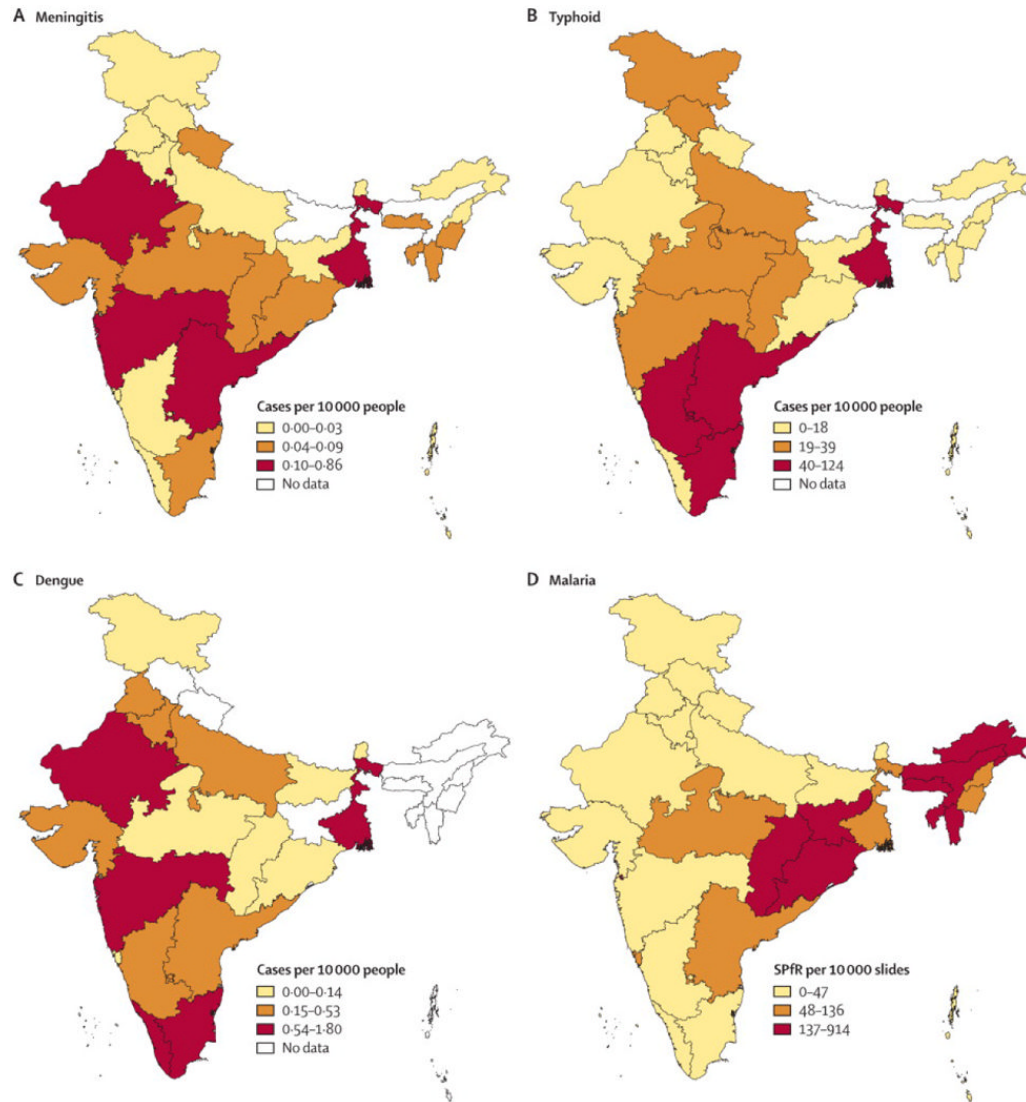 A Meningitis
B Typhoid
Cases per 10 000 people
0·00–0·03
0·04–0·09
0·10–0·86
No data
Cases per 10 000 people
0–18
19–39
40–124
No data
C Dengue
D Malaria
Cases per 10 000 people
0·00–0·14
0·15–0·53
0·54–1·80
No data
SPfR per 10 000 slides
0–47
48–136
137–914